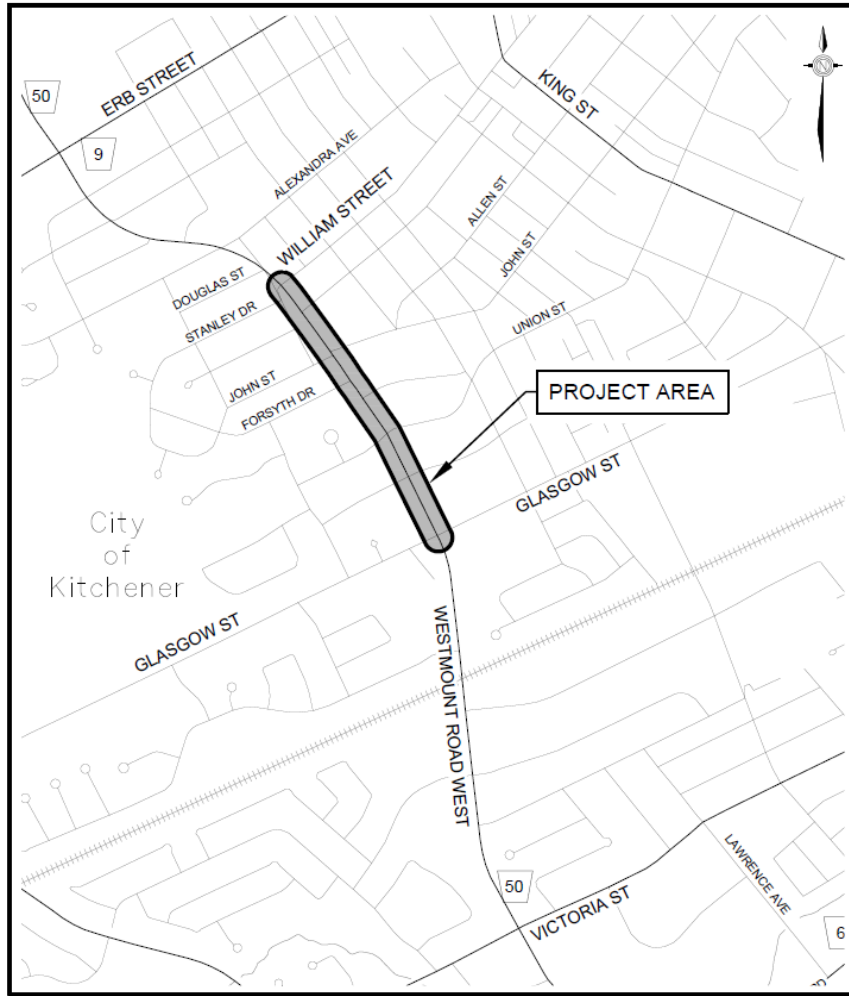 50
ERB STREET
9
KING ST
N
ALEXANDRA AVE
WILLIAM STREET
ALLEN ST
JOHN ST
DOUGLAS ST
STANLEY DR
UNION ST
JOHN ST
FORSYTH DR
PROJECT AREA
GLASGOW ST
City
of
Kitchener
GLASGOW ST
WESTMOUNT ROAD WEST
50
VICTORIA ST
LAWRENCE AVE
6